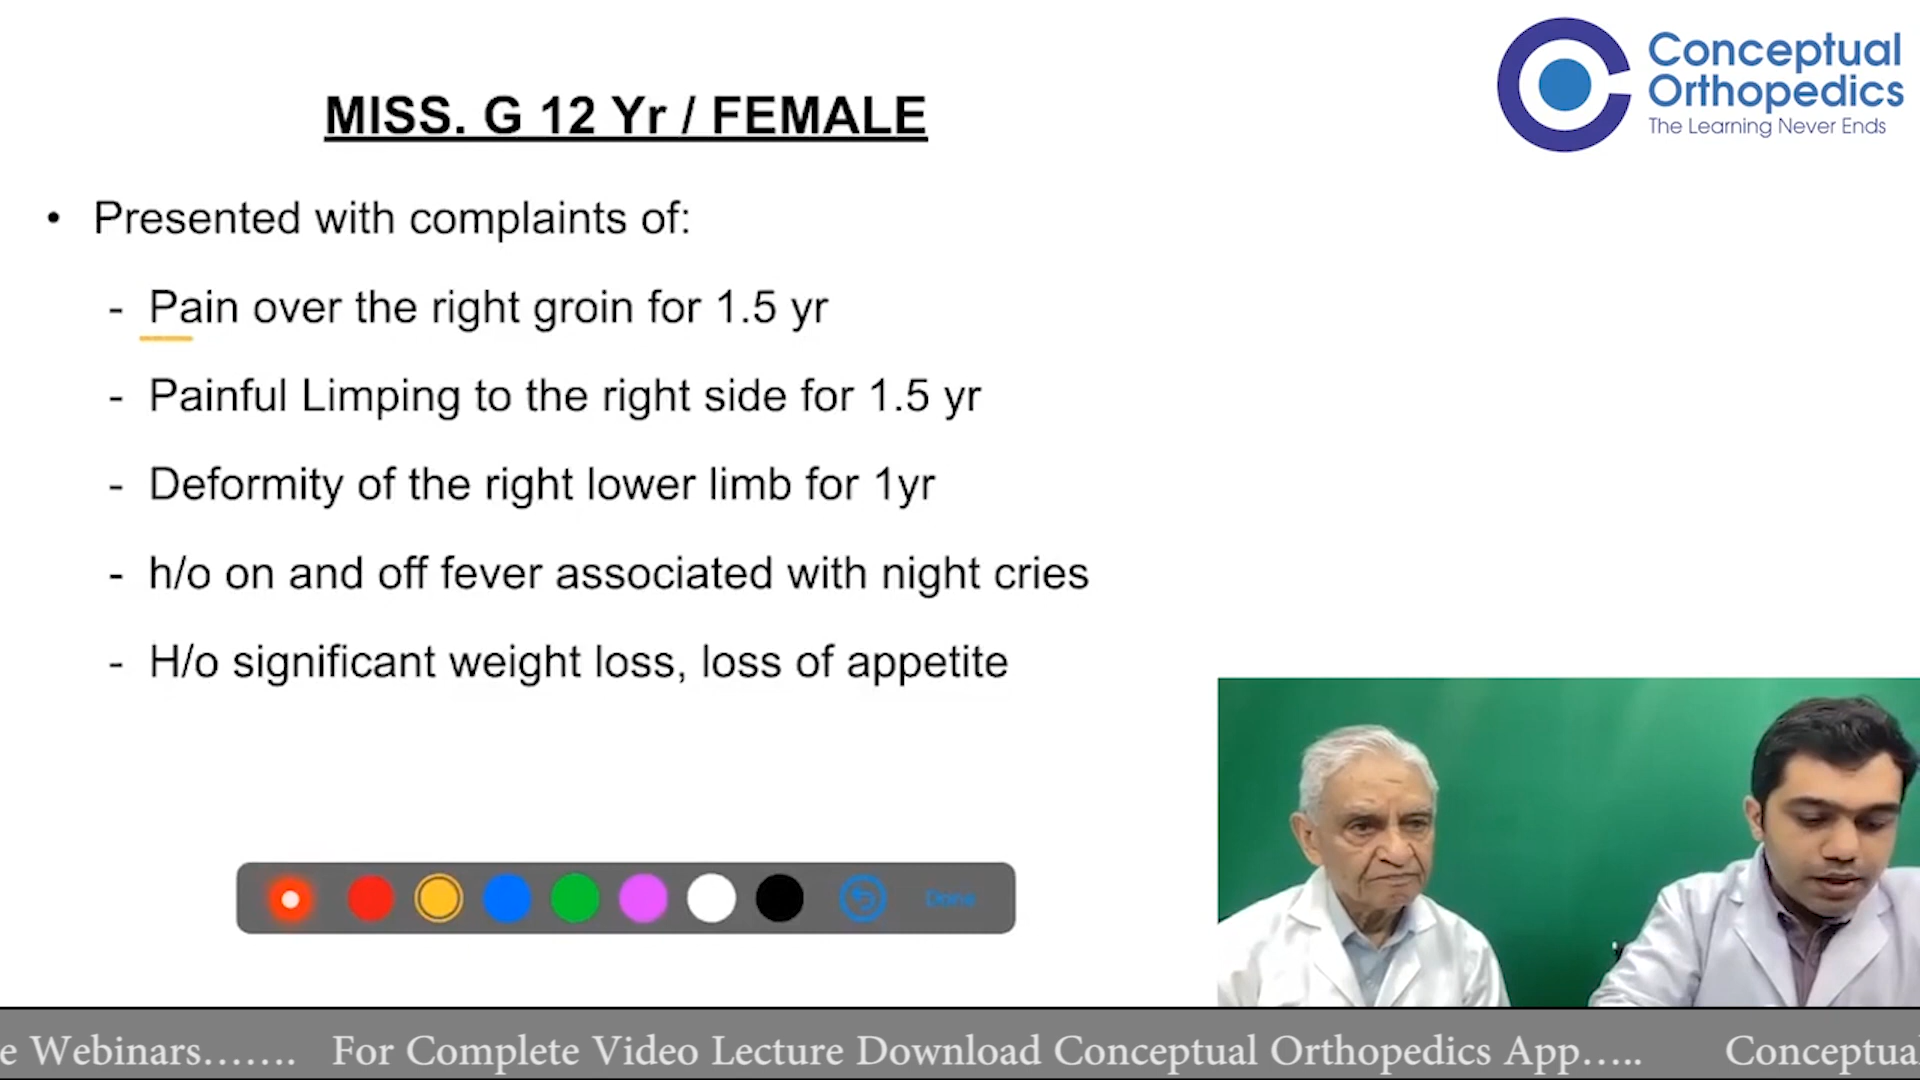 Conceptual
Orthopedics
The Learning Never Ends
MISS. G 12 Yr / FEMALE
• Presented with complaints of:
- Pain over the right groin for 1.5 yr
- Painful Limping to the right side for 1.5 yr
- Deformity of the right lower limb for 1yr
- h/o on and off fever associated with night cries
- H/o significant weight loss, loss of appetite
Done
e Webinars....... For Complete Video Lecture Download Conceptual Orthopedics App..... Conceptua